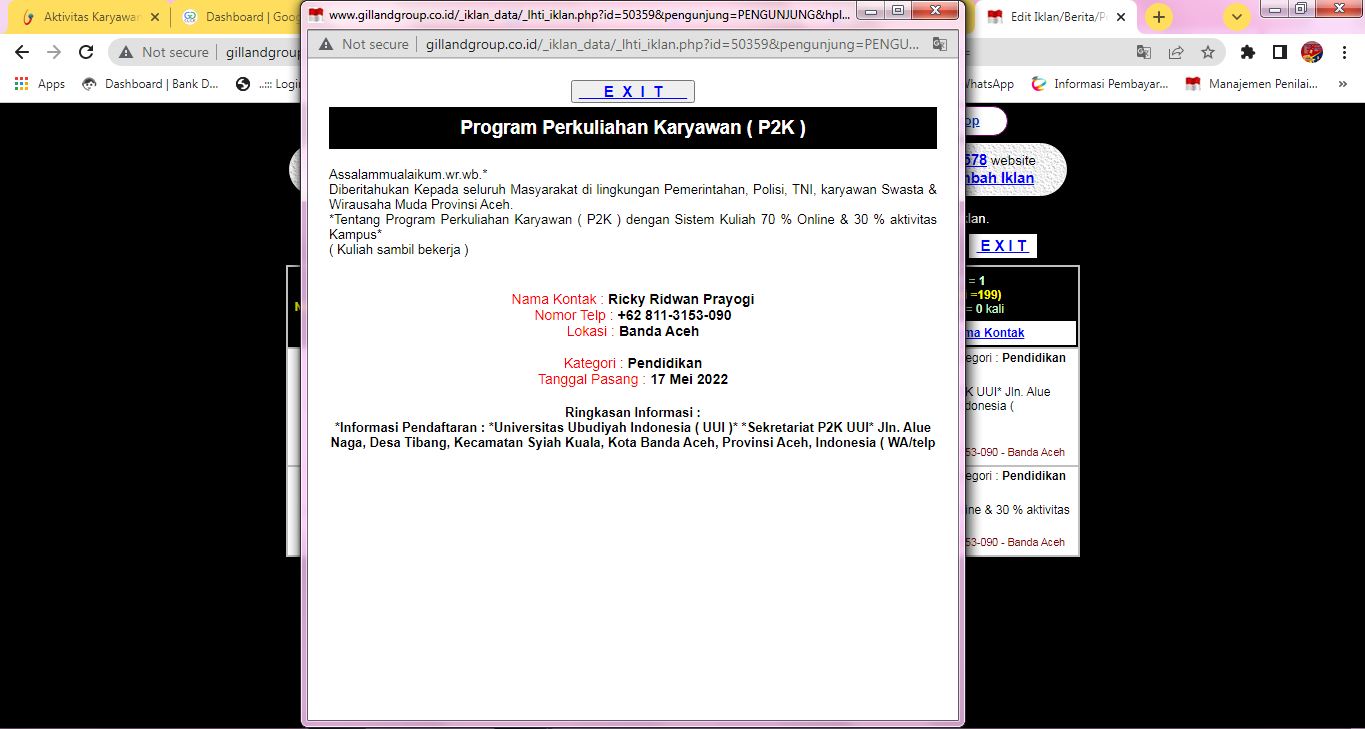 Aktivitas Karyawan
Dashboard | Goo
www.gillandgroup.co.id/_iklan_data/_lhti_iklan.php?id=50359&pengunjung=PENGUNJUNG&hpl...
Edit Iklan/Berita/P
Not secure
gillandgroup
Not secure
gillandgroup.co.id/_iklan_data/_lhti_iklan.php?id=50359&pengunjung=PENGU...
Apps
Dashboard | Bank D...
..::: Logi
WhatsApp
Informasi Pembayar...
Manajemen Penilai...
»
E X I T
Program Perkuliahan Karyawan ( P2K )
Assalammualaikum.wr.wb.*
Diberitahukan Kepada seluruh Masyarakat di lingkungan Pemerintahan, Polisi, TNI, karyawan Swasta &
Wirausaha Muda Provinsi Aceh.
*Tentang Program Perkuliahan Karyawan ( P2K ) dengan Sistem Kuliah 70 % Online & 30 % aktivitas
Kampus*
( Kuliah sambil bekerja )
Nama Kontak : Ricky Ridwan Prayogi
Nomor Telp : +62 811-3153-090
Lokasi : Banda Aceh
Kategori : Pendidikan
Tanggal Pasang : 17 Mei 2022
Ringkasan Informasi :
*Informasi Pendaftaran : *Universitas Ubudiyah Indonesia ( UUI )* *Sekretariat P2K UUI* Jln. Alue
Naga, Desa Tibang, Kecamatan Syiah Kuala, Kota Banda Aceh, Provinsi Aceh, Indonesia ( WA/telp
op
578 website
mbah Iklan
klan.
E X I T
= 1
=199)
= 0 kali
ma Kontak
egori : Pendidikan
K UUI* Jln. Alue
donesia (
53-090 - Banda Aceh
egori : Pendidikan
ine & 30 % aktivitas
53-090 - Banda Aceh